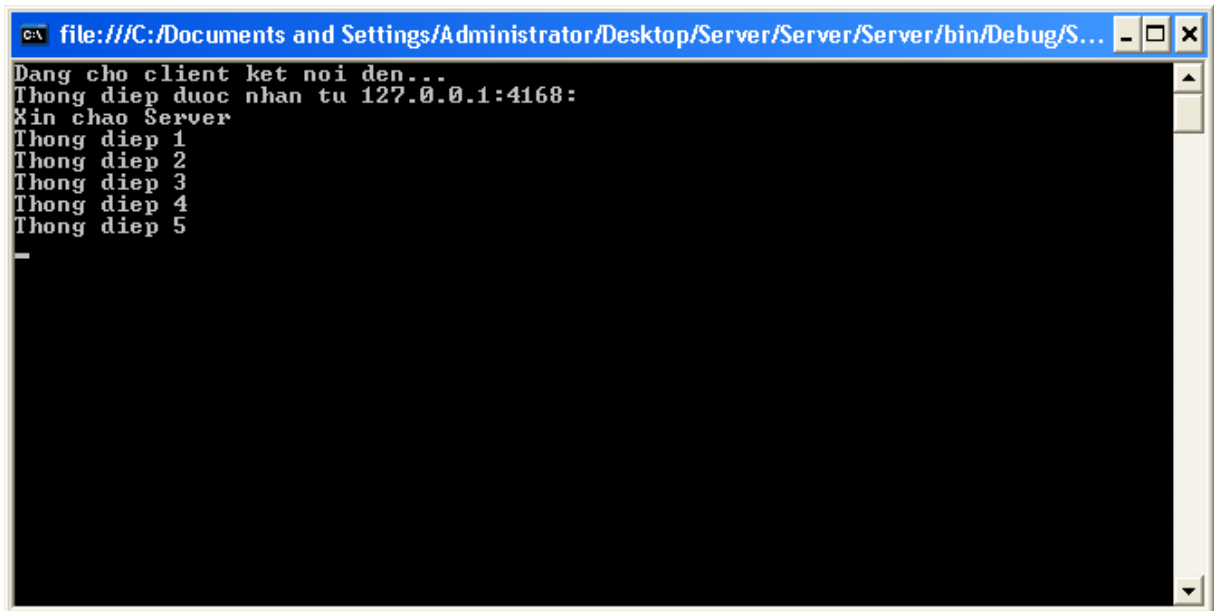 file:///C:/Documents and Settings/Administrator/Desktop/Server/Server/Server/bin/Debug/S...
Dang cho client ket noi den...
Thong diep duoc nhan tu 127.0.0.1:4168:
Xin chao Server
Thong diep 1
Thong diep 2
Thong diep 3
Thong diep 4
Thong diep 5